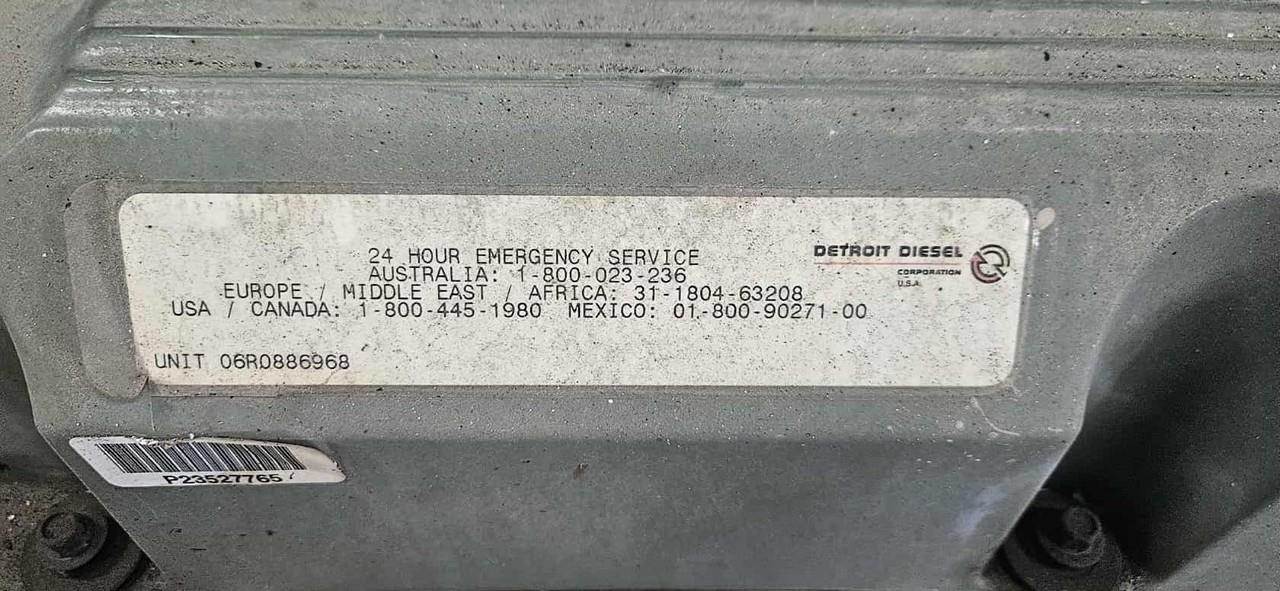 24 HOUR EMERGENCY SERVICE
AUSTRALIA: 1-800-023-236
EUROPE / MIDDLE EAST / AFRICA: 31-1804-63208
USA / CANADA: 1-800-445-1980 MEXICO: 01-800-90271-00
UNIT 06R0886968
DETROIT DIESEL
CORPORATION
U.S.A.
P23527765